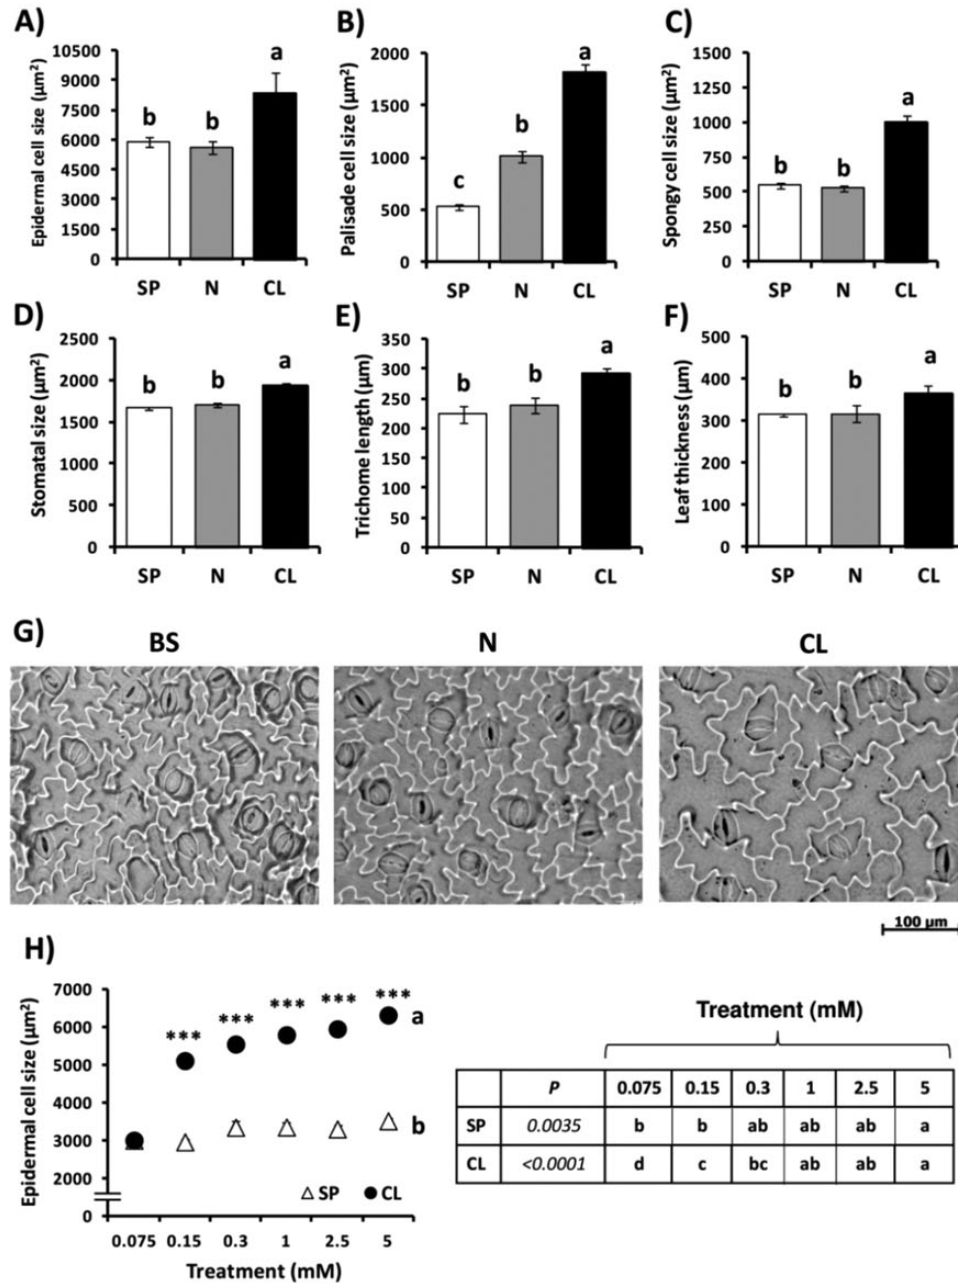 A)
Epidermal cell size (µm²)
10500
9000
7500
6000
4500
3000
1500
0
b
b
a
SP N CL
B)
Palisade cell size (µm²)
2000
1500
1000
500
0
c
b
a
SP N CL
C)
Spongy cell size (µm²)
1500
1250
1000
750
500
250
0
b
b
a
SP N CL
D)
Stomatal size (µm²)
2500
2000
1500
1000
500
0
b
b
a
SP N CL
E)
Trichome length (µm)
350
300
250
200
150
100
50
0
b
b
a
SP N CL
F)
Leaf thickness (µm)
500
400
300
200
100
0
b
b
a
SP N CL
G)
BS N CL
100 µm
H)
Epidermal cell size (µm²)
7000
6000
5000
4000
3000
2000
0
*** *** *** *** ***
a
b
△ SP ● CL
0.075 0.15 0.3 1 2.5 5
Treatment (mM)
Treatment (mM)
P 0.075 0.15 0.3 1 2.5 5
SP 0.0035 b b ab ab ab a
CL <0.0001 d c bc ab ab a